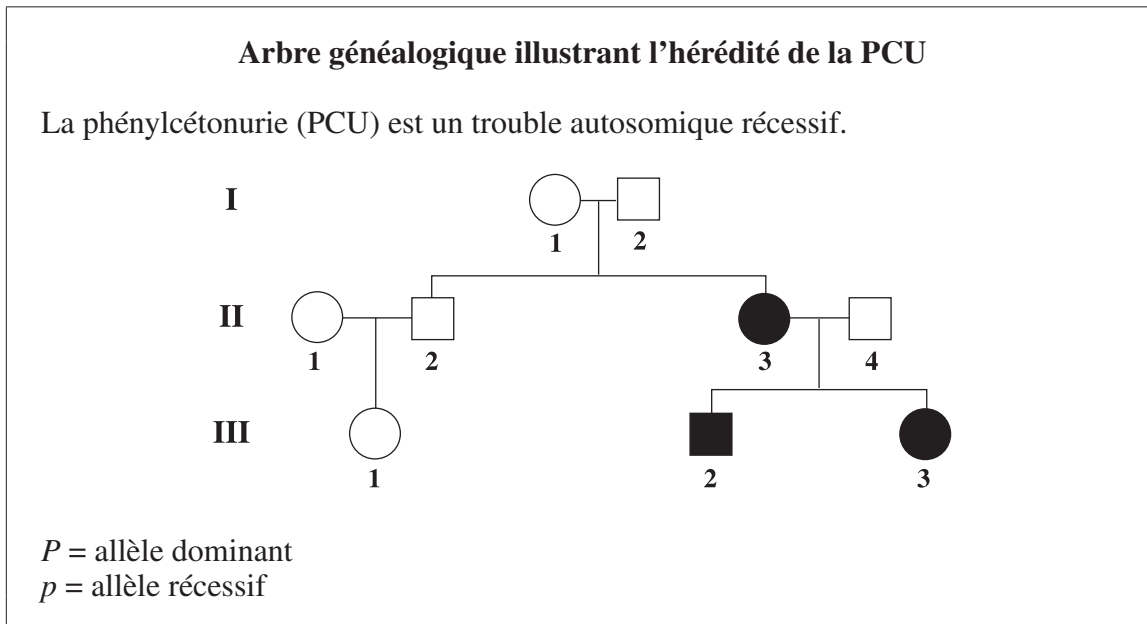 Arbre généalogique illustrant l'hérédité de la PCU
La phénylcétonurie (PCU) est un trouble autosomique récessif.
I
1 2
II
1 2 3 4
III
1 2 3
P = allèle dominant
p = allèle récessif